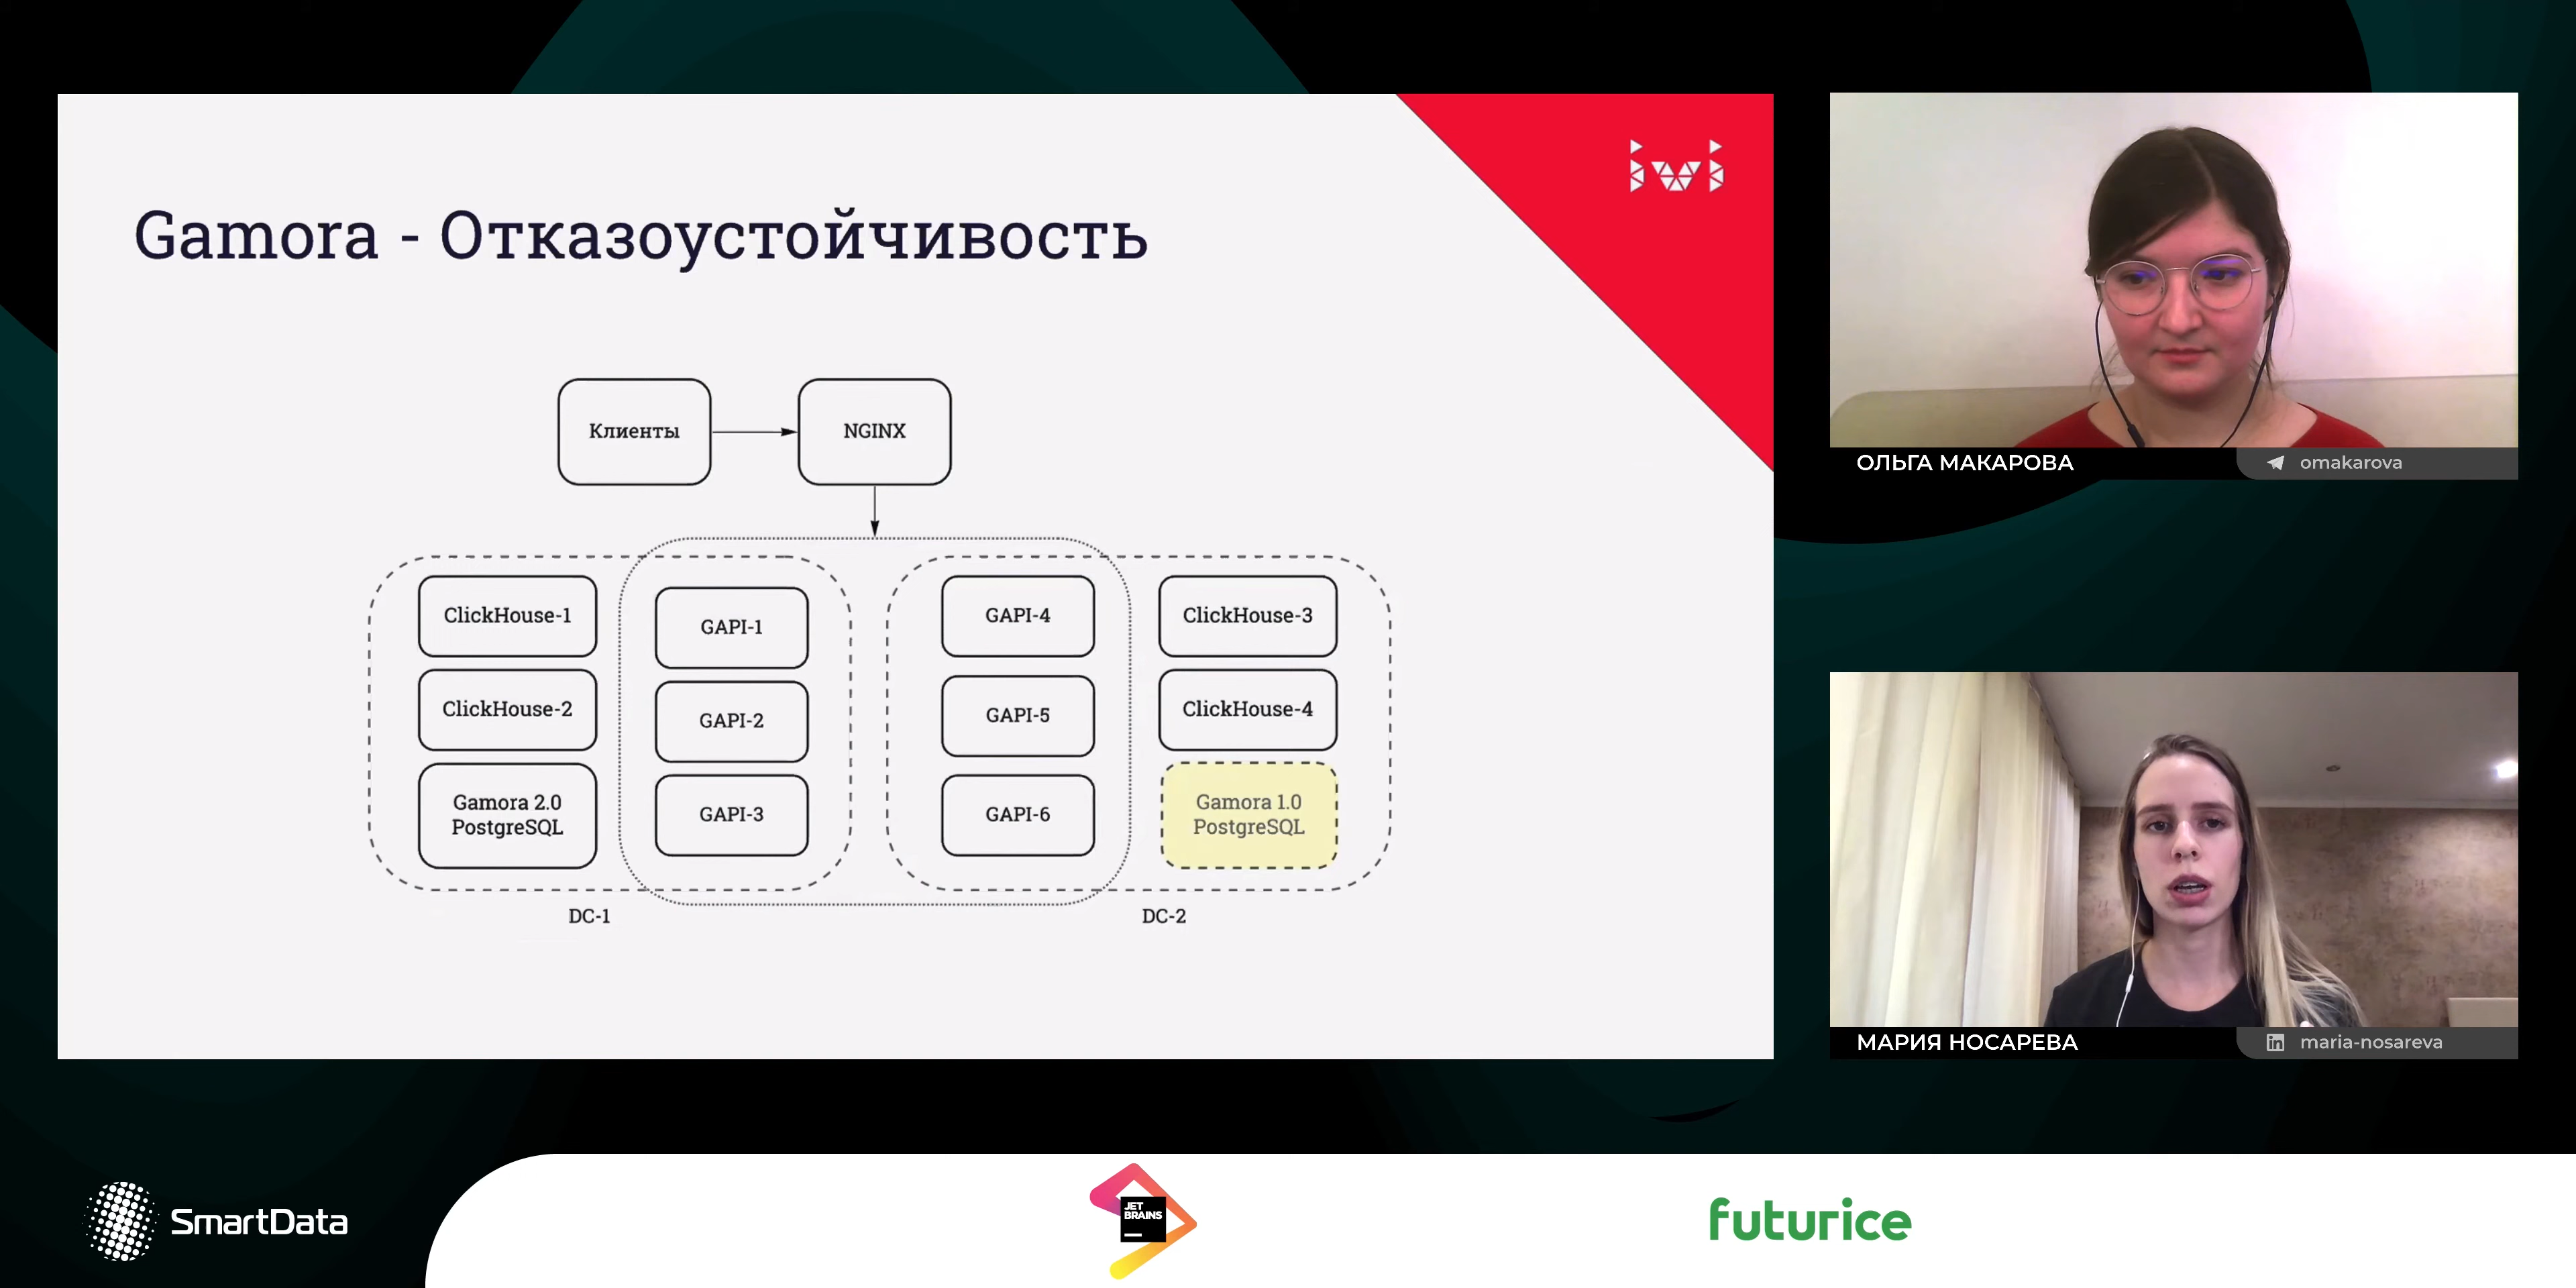 ivi
Gamora - Отказоустойчивость
Клиенты
NGINX
ClickHouse-1
ClickHouse-2
Gamora 2.0
PostgreSQL
GAPI-1
GAPI-2
GAPI-3
GAPI-4
GAPI-5
GAPI-6
ClickHouse-3
ClickHouse-4
Gamora 1.0
PostgreSQL
DC-1
DC-2
ОЛЬГА МАКАРОВА
omakarova
МАРИЯ НОСАРЕВА
in
maria-nosareva
SmartData
JET
BRAINS
futurice